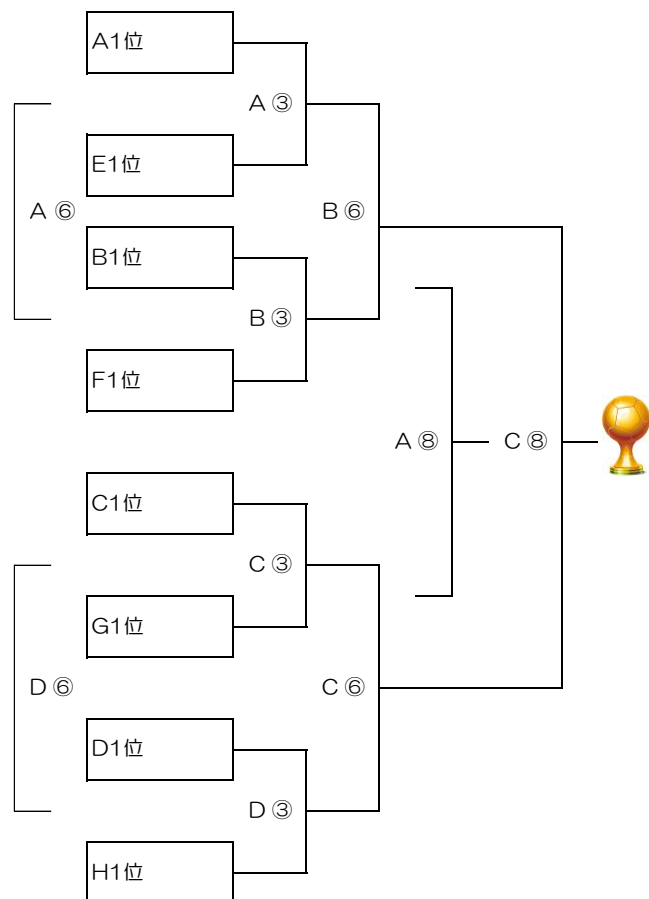 A1位
A ③
E1位
A ⑥
B ⑥
B1位
B ③
F1位
A ⑧
C ⑧
C1位
C ③
G1位
D ⑥
C ⑥
D1位
D ③
H1位